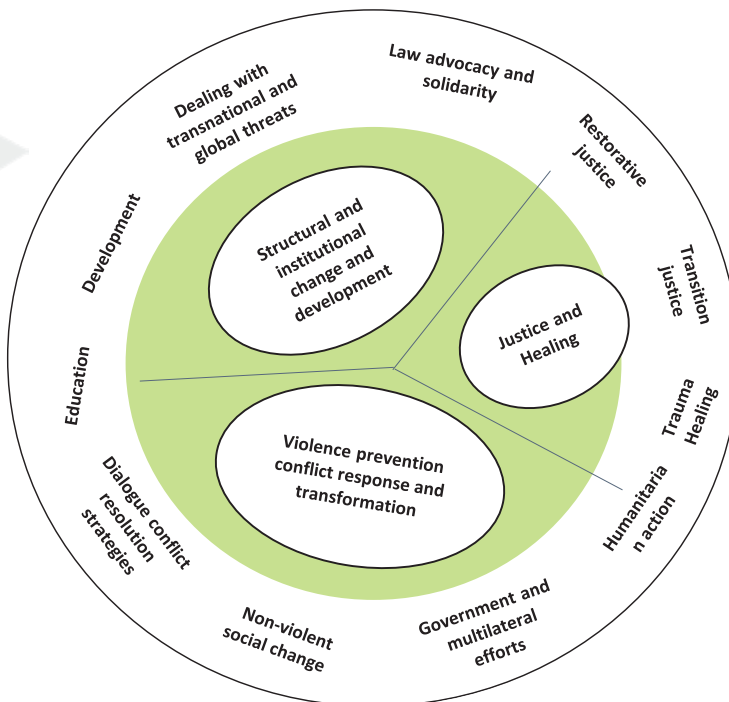 Law advocacy and
solidarity
Dealing with
transnational and
global threats
Restorative
justice
Development
Structural and
institutional
change and
development
Transition
justice
Justice and
Healing
Education
Trauma
Healing
Violence prevention
conflict response and
transformation
Dialogue conflict
resolution
strategies
Humanitaria
n action
Non-violent
social change
Government and
multilateral
efforts